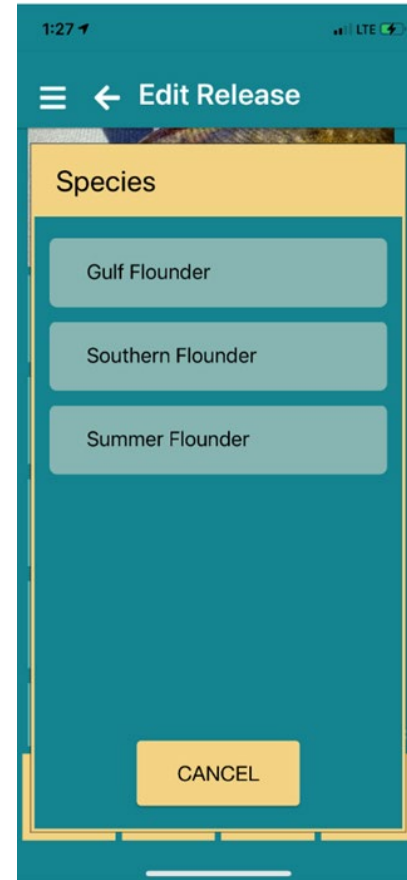 1:27
LTE
Edit Release
Species
Gulf Flounder
Southern Flounder
Summer Flounder
CANCEL